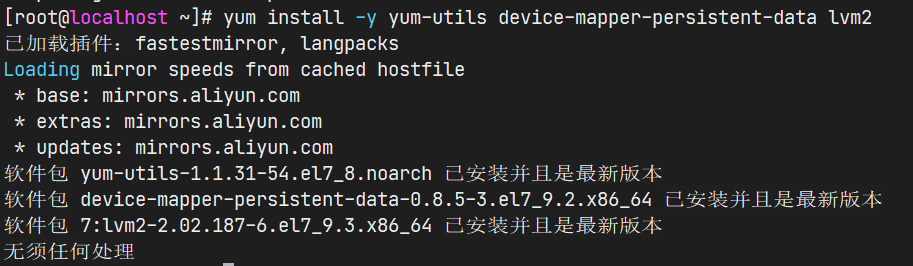 [root@localhost ~]# yum install -y yum-utils device-mapper-persistent-data lvm2
已加载插件：fastestmirror, langpacks
Loading mirror speeds from cached hostfile
 * base: mirrors.aliyun.com
 * extras: mirrors.aliyun.com
 * updates: mirrors.aliyun.com
软件包 yum-utils-1.1.31-54.el7_8.noarch 已安装并且是最新版本
软件包 device-mapper-persistent-data-0.8.5-3.el7_9.2.x86_64 已安装并且是最新版本
软件包 7:lvm2-2.02.187-6.el7_9.3.x86_64 已安装并且是最新版本
无须任何处理